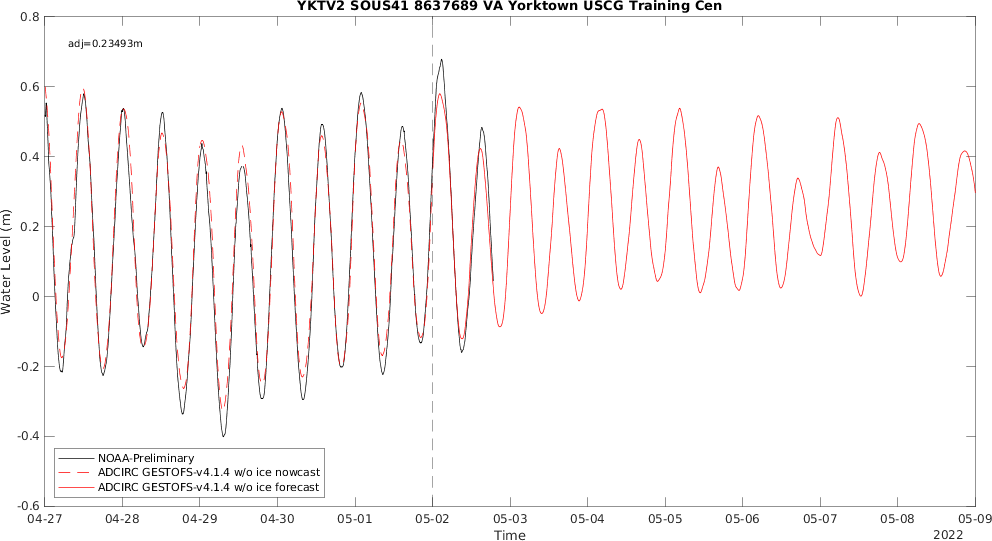 YKTV2 SOUS41 8637689 VA Yorktown USCG Training Cen
0.8
adj=0.23493m
0.6
0.4
0.2
0
-0.2
-0.4
-0.6
Water Level (m)
NOAA-Preliminary
ADCIRC GESTOFS-v4.1.4 w/o ice nowcast
ADCIRC GESTOFS-v4.1.4 w/o ice forecast
04-27 04-28 04-29 04-30 05-01 05-02 05-03 05-04 05-05 05-06 05-07 05-08 05-09
Time
2022